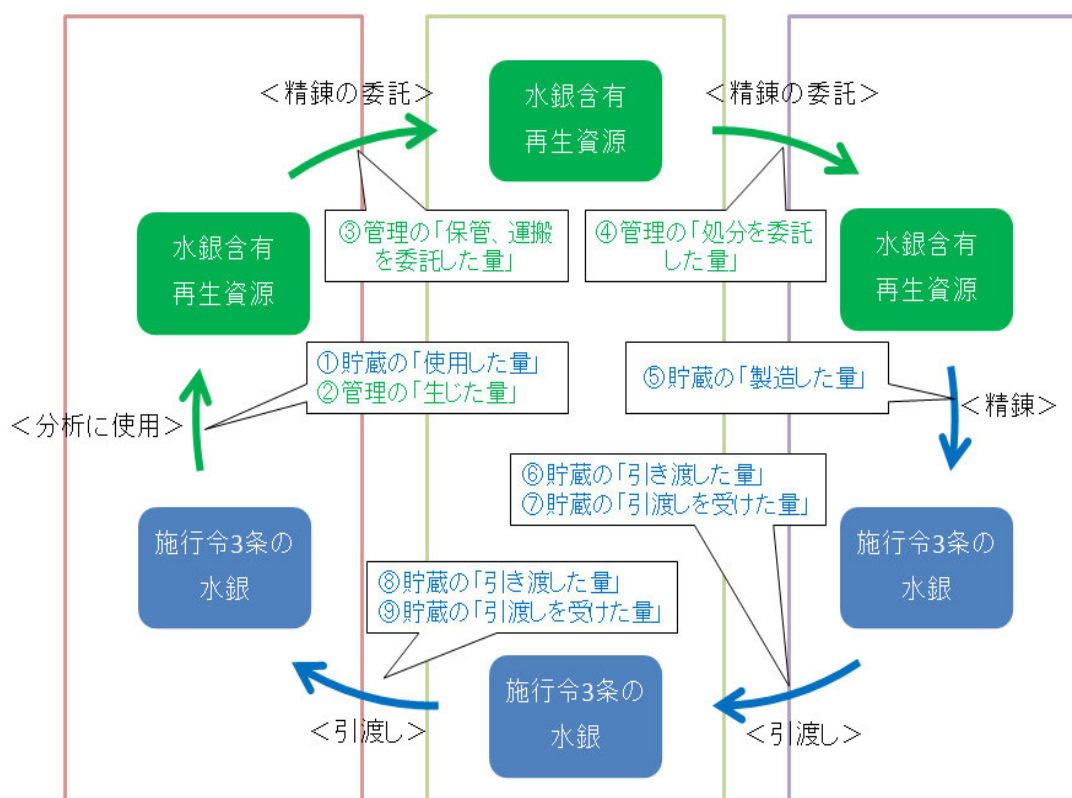 ＜精錬の委託＞
水銀含有
再生資源
＜精錬の委託＞
水銀含有
再生資源
③管理の「保管、運搬
を委託した量」
④管理の「処分を委託
した量」
水銀含有
再生資源
①貯蔵の「使用した量」
②管理の「生じた量」
⑤貯蔵の「製造した量」
＜分析に使用＞
＜精錬＞
⑥貯蔵の「引き渡した量」
⑦貯蔵の「引渡しを受けた量」
施行令3条の
水銀
⑧貯蔵の「引き渡した量」
⑨貯蔵の「引渡しを受けた量」
施行令3条の
水銀
施行令3条の
水銀
＜引渡し＞
＜引渡し＞